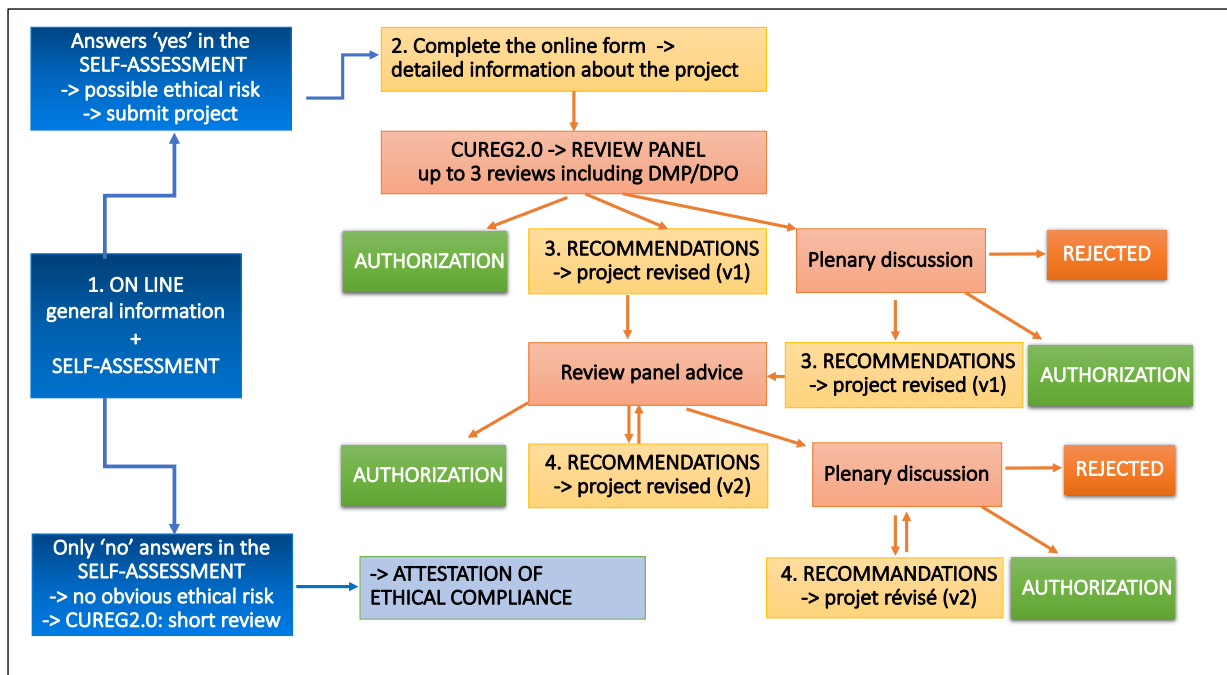 Answers ‘yes’ in the
SELF-ASSESSMENT
-> possible ethical risk
-> submit project
2. Complete the online form  ->
detailed information about the project
CUREG2.0 -> REVIEW PANEL
up to 3 reviews including DMP/DPO
AUTHORIZATION
3. RECOMMENDATIONS
-> project revised (v1)
Plenary discussion
REJECTED
1. ON LINE
general information
+
SELF-ASSESSMENT
Review panel advice
3. RECOMMENDATIONS
-> project revised (v1)
AUTHORIZATION
AUTHORIZATION
4. RECOMMENDATIONS
-> project revised (v2)
Plenary discussion
REJECTED
Only ‘no’ answers in the
SELF-ASSESSMENT
-> no obvious ethical risk
-> CUREG2.0: short review
-> ATTESTATION OF
ETHICAL COMPLIANCE
4. RECOMMANDATIONS
-> projet révisé (v2)
AUTHORIZATION